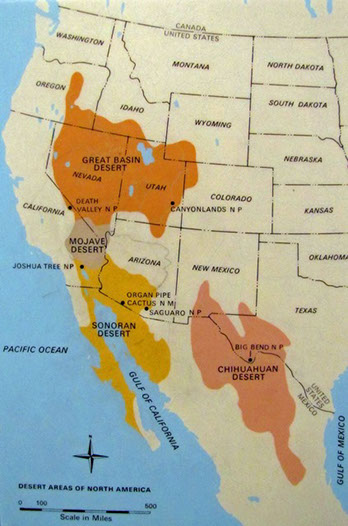 CANADA
UNITED STATES
WASHINGTON
MONTANA
NORTH DAKOTA
OREGON
IDAHO
SOUTH DAKOTA
WYOMING
NEBRASKA
GREAT BASIN
DESERT
NEVADA
UTAH
COLORADO
KANSAS
CALIFORNIA
DEATH
VALLEY N P
CANYONLANDS N P
MOJAVE
DESERT
ARIZONA
NEW MEXICO
OKLAHOMA
JOSHUA TREE NP
ORGAN PIPE
CACTUS N M
SAGUARO N P
TEXAS
SONORAN
DESERT
PACIFIC OCEAN
BIG BEND N P
CHIHUAHUAN
DESERT
GULF OF CALIFORNIA
UNITED
STATES
MEXICO
GULF OF MEXICO
N
DESERT AREAS OF NORTH AMERICA
0 100 500
Scale in Miles